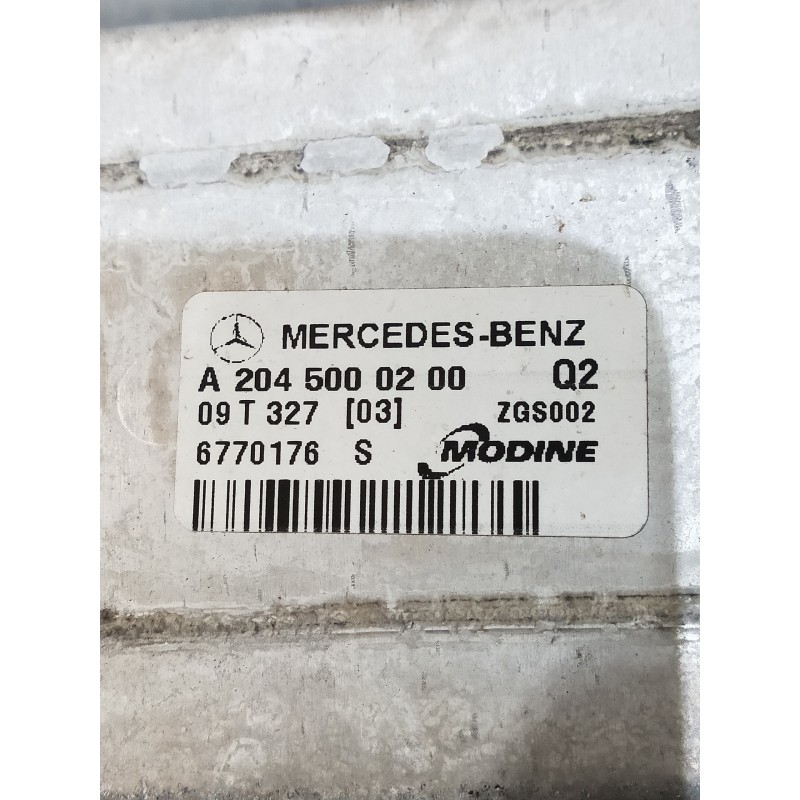 MERCEDES-BENZ
A 204 500 02 00 Q2
09 T 327 [03] ZGS002
6770176 S MODINE